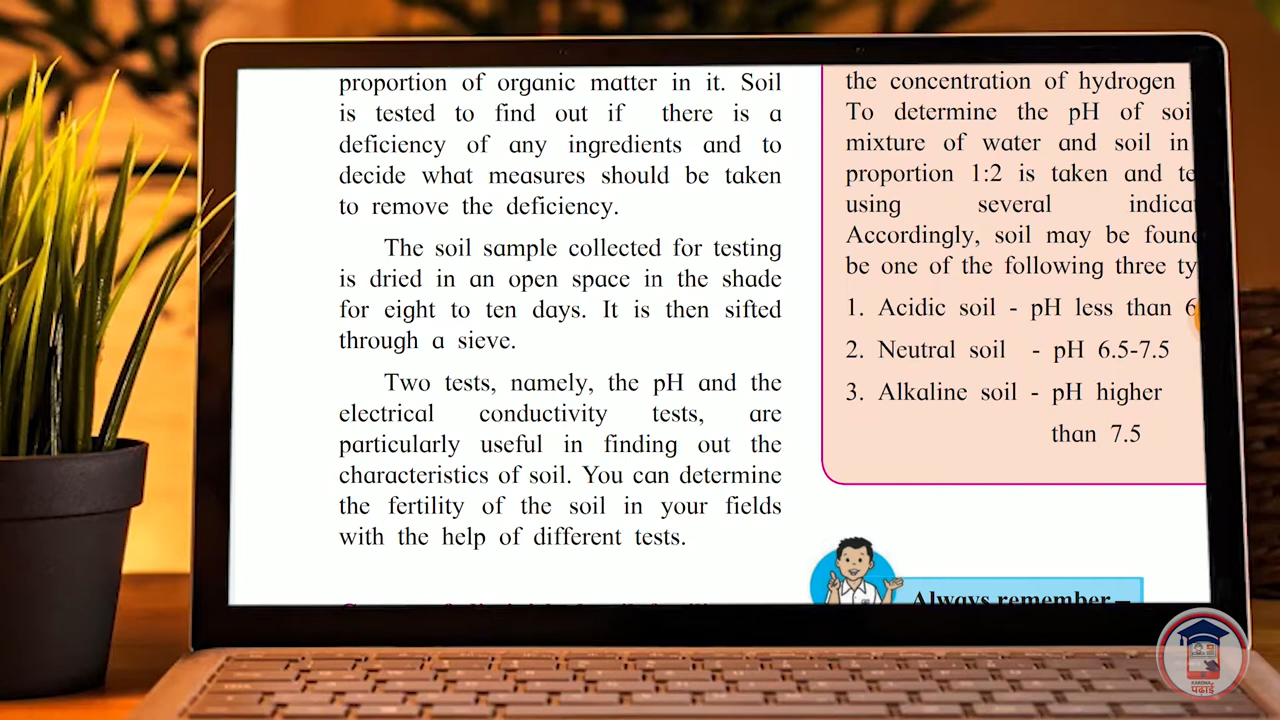 proportion of organic matter in it. Soil
is tested to find out if there is a
deficiency of any ingredients and to
decide what measures should be taken
to remove the deficiency.
The soil sample collected for testing
is dried in an open space in the shade
for eight to ten days. It is then sifted
through a sieve.
Two tests, namely, the pH and the
electrical conductivity tests, are
particularly useful in finding out the
characteristics of soil. You can determine
the fertility of the soil in your fields
with the help of different tests.
the concentration of hydrogen
To determine the pH of soi
mixture of water and soil in
proportion 1:2 is taken and te
using several indica
Accordingly, soil may be found
be one of the following three ty
1. Acidic soil - pH less than 6
2. Neutral soil - pH 6.5-7.5
3. Alkaline soil - pH higher
than 7.5
Always remember –
KARONA
पढाई